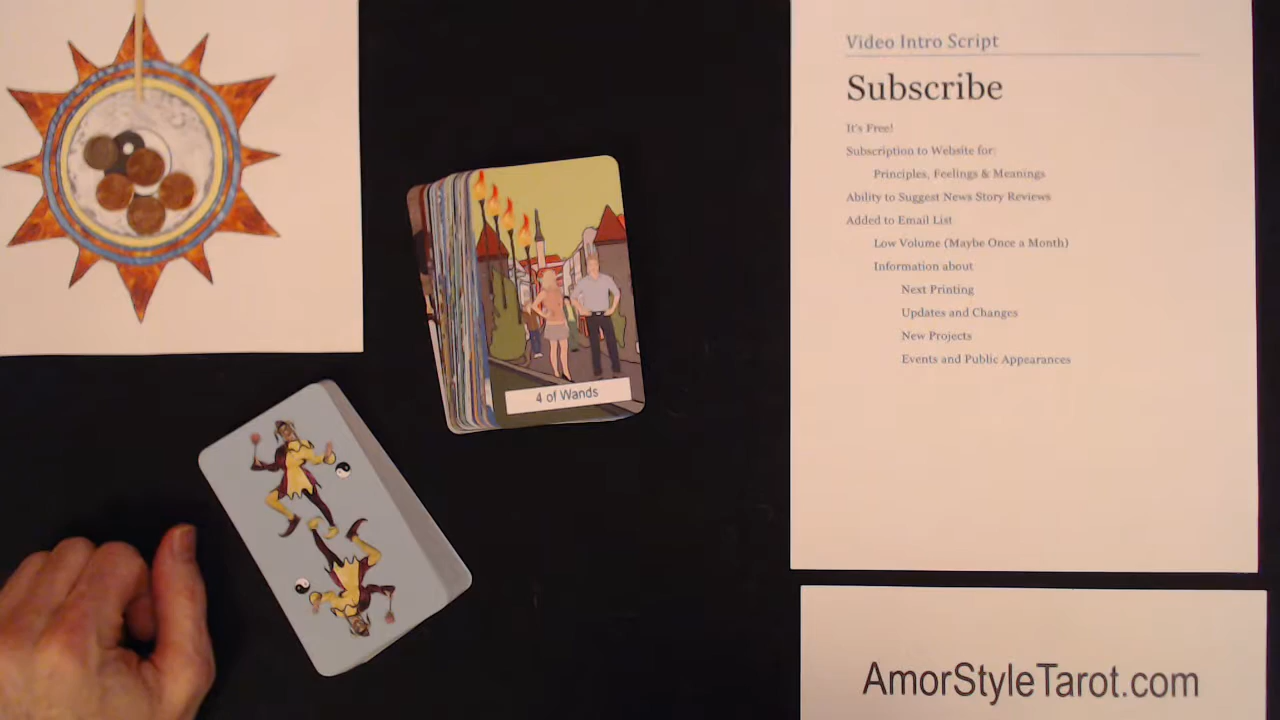 Video Intro Script
Subscribe
It's Free!
Subscription to Website for:
Principles, Feelings & Meanings
Ability to Suggest News Story Reviews
Added to Email List
Low Volume (Maybe Once a Month)
Information about
Next Printing
Updates and Changes
New Projects
Events and Public Appearances
4 of Wands
AmorStyleTarot.com